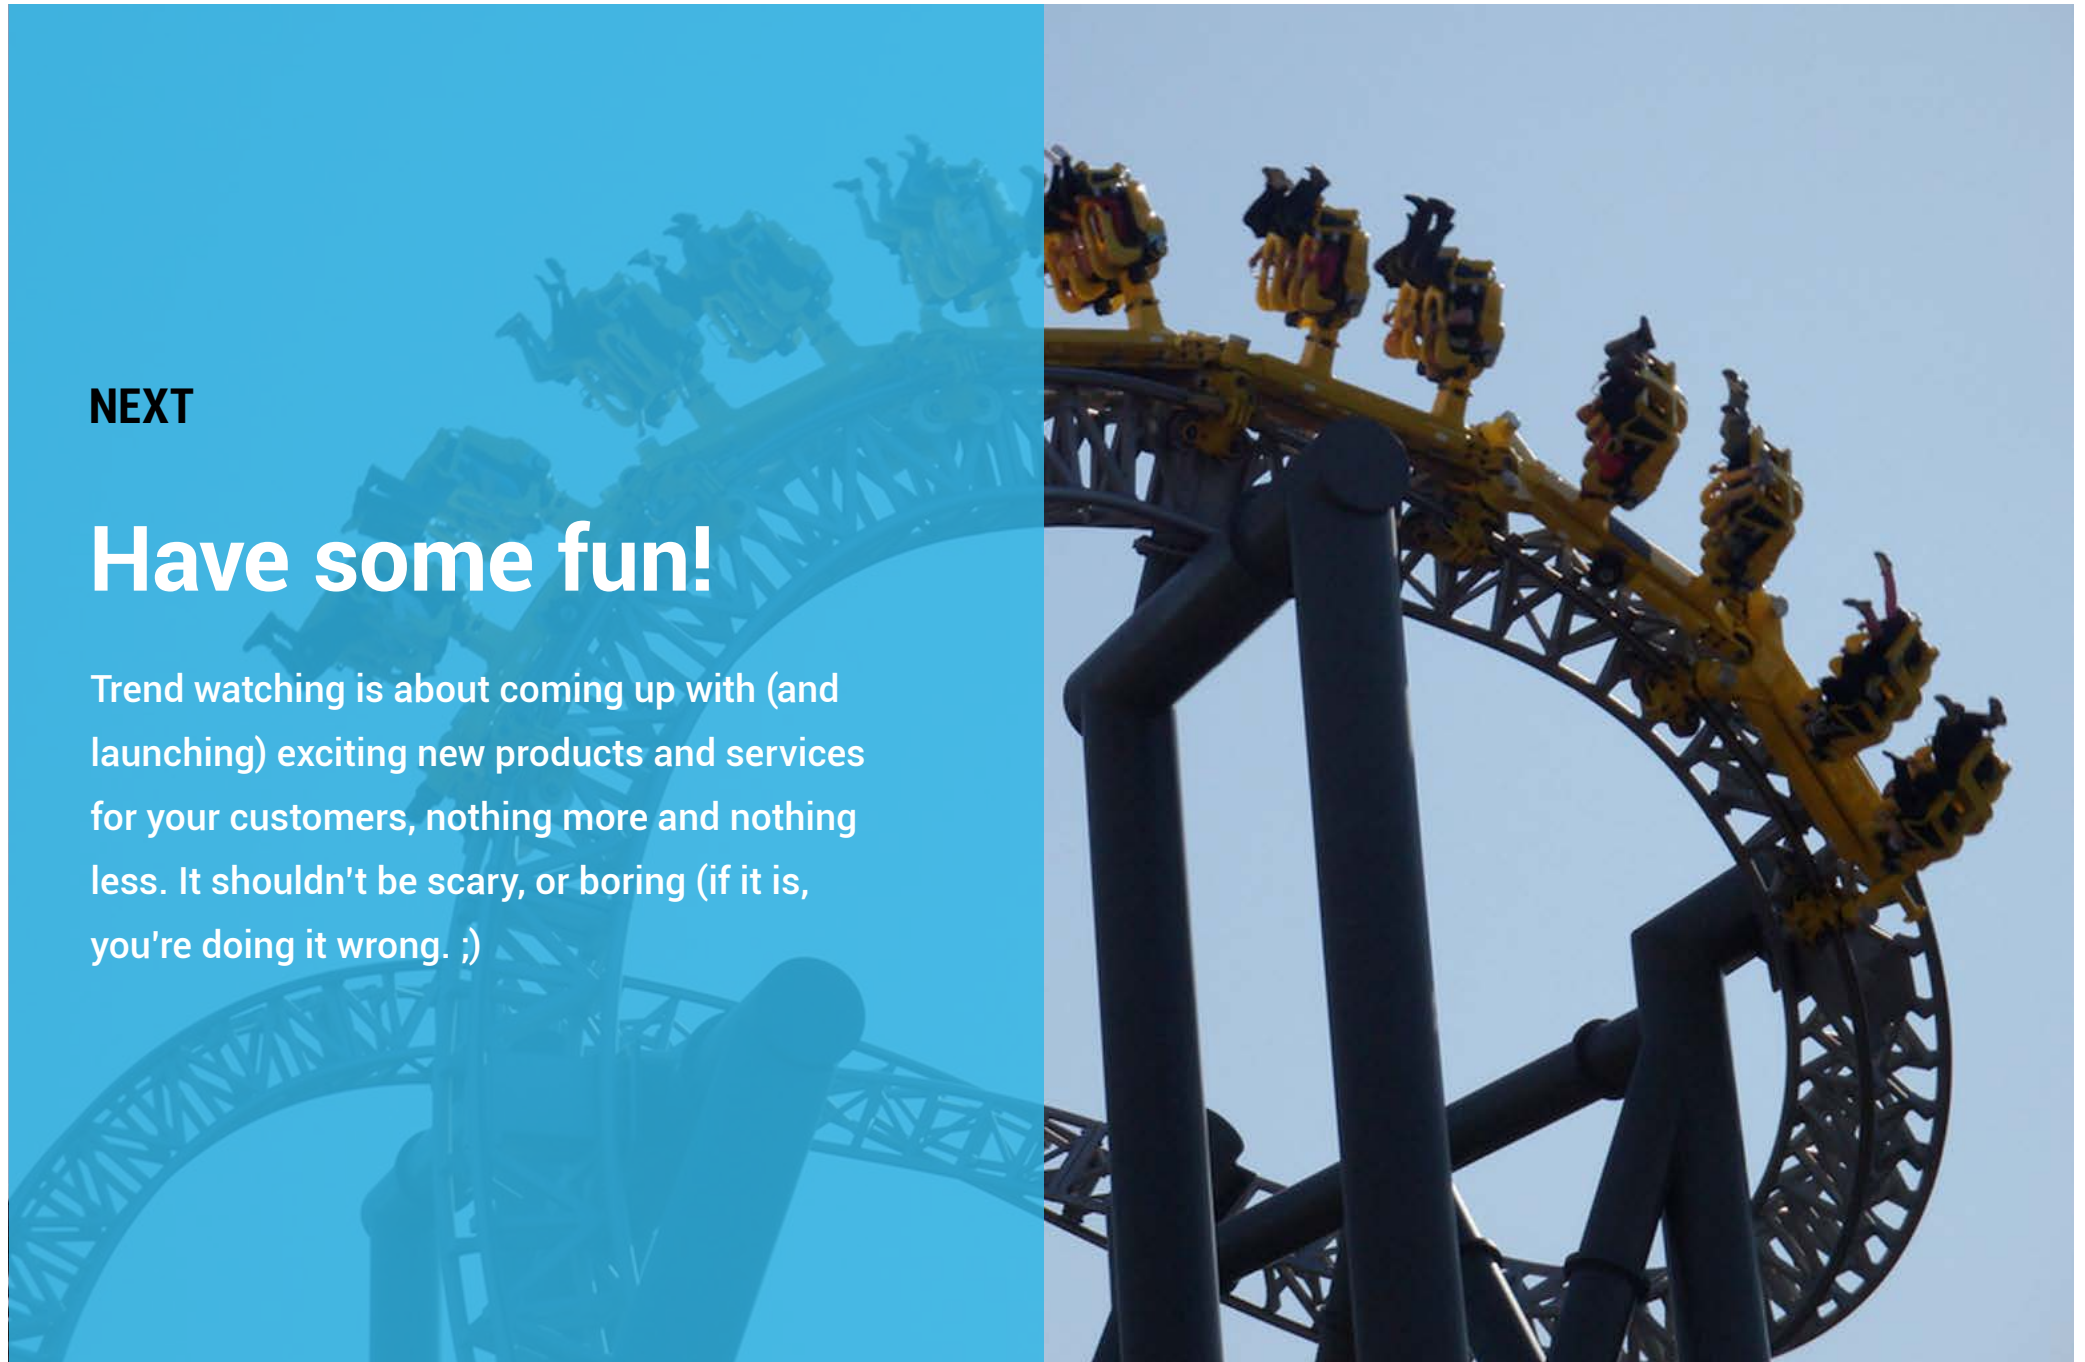 NEXT
Have some fun!
Trend watching is about coming up with (and
launching) exciting new products and services
for your customers, nothing more and nothing
less. It shouldn't be scary, or boring (if it is,
you're doing it wrong. ;)